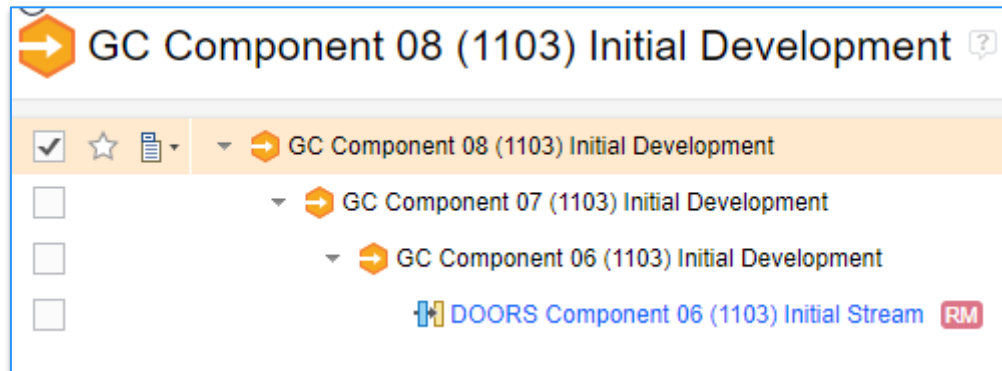 GC Component 08 (1103) Initial Development ?
GC Component 08 (1103) Initial Development
GC Component 07 (1103) Initial Development
GC Component 06 (1103) Initial Development
DOORS Component 06 (1103) Initial Stream RM